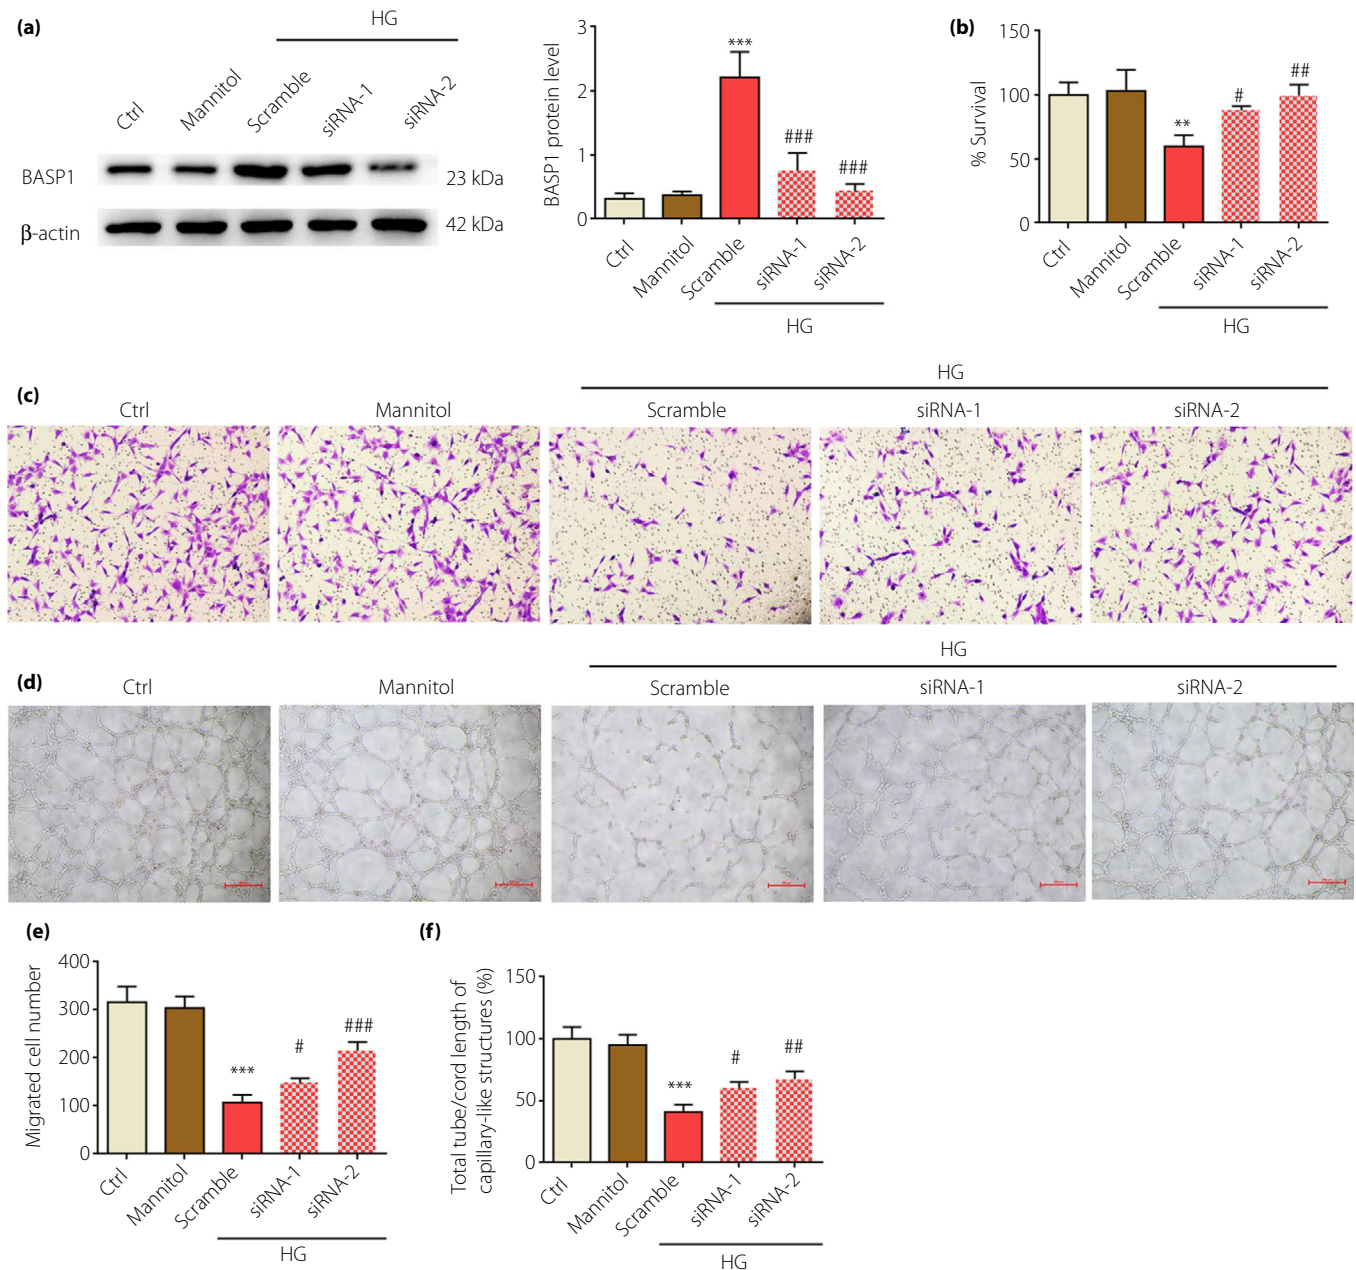 (a)
HG
Ctrl
Mannitol
Scramble
siRNA-1
siRNA-2
BASP1
23 kDa
β-actin
42 kDa
BASP1 protein level
3
2
1
0
***
###
###
Ctrl
Mannitol
Scramble
siRNA-1
siRNA-2
HG
(b)
% Survival
150
100
50
0
**
#
##
Ctrl
Mannitol
Scramble
siRNA-1
siRNA-2
HG
(c)
HG
Ctrl
Mannitol
Scramble
siRNA-1
siRNA-2
(d)
HG
Ctrl
Mannitol
Scramble
siRNA-1
siRNA-2
(e)
Migrated cell number
400
300
200
100
0
***
#
###
Ctrl
Mannitol
Scramble
siRNA-1
siRNA-2
HG
(f)
Total tube/cord length of
capillary-like structures (%)
150
100
50
0
***
#
##
Ctrl
Mannitol
Scramble
siRNA-1
siRNA-2
HG